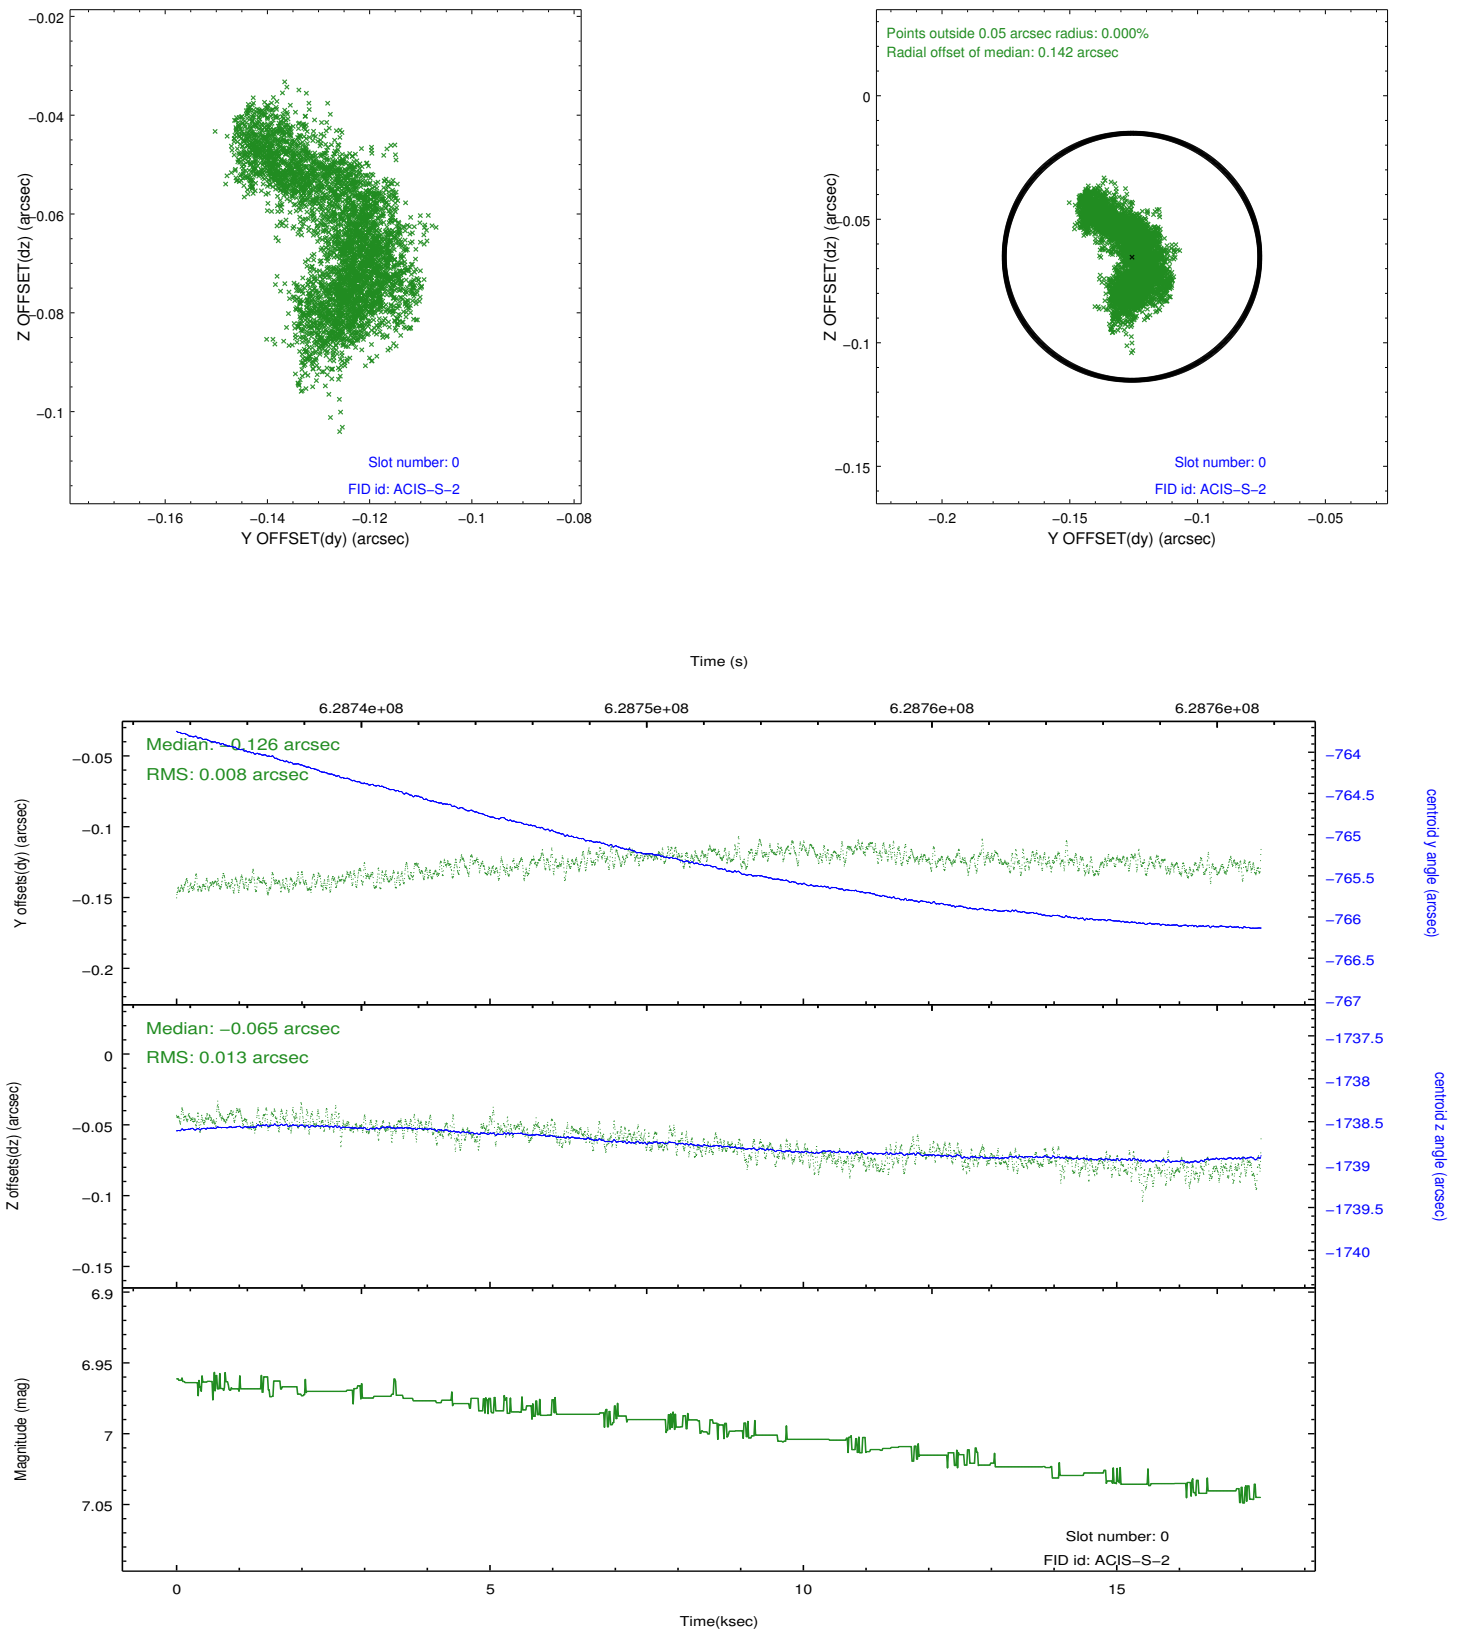 −0.02
−0.04
−0.06
−0.08
−0.1
Z OFFSET(dz) (arcsec)
Slot number: 0
FID id: ACIS−S−2
−0.16
−0.14
−0.12
−0.1
−0.08
Y OFFSET(dy) (arcsec)
Points outside 0.05 arcsec radius: 0.000%
Radial offset of median: 0.142 arcsec
0
−0.05
−0.1
−0.15
Z OFFSET(dz) (arcsec)
Slot number: 0
FID id: ACIS−S−2
−0.2
−0.15
−0.1
−0.05
Y OFFSET(dy) (arcsec)
Time (s)
6.2874e+08
6.2875e+08
6.2876e+08
6.2876e+08
Median: −0.126 arcsec
RMS: 0.008 arcsec
−0.05
−0.1
−0.15
−0.2
Y offsets(dy) (arcsec)
−764
−764.5
−765
−765.5
−766
−766.5
−767
centroid y angle (arcsec)
Median: −0.065 arcsec
RMS: 0.013 arcsec
0
−0.05
−0.1
−0.15
Z offsets(dz) (arcsec)
−1737.5
−1738
−1738.5
−1739
−1739.5
−1740
centroid z angle (arcsec)
6.9
6.95
7
7.05
Magnitude (mag)
Slot number: 0
FID id: ACIS−S−2
0
5
10
15
Time(ksec)